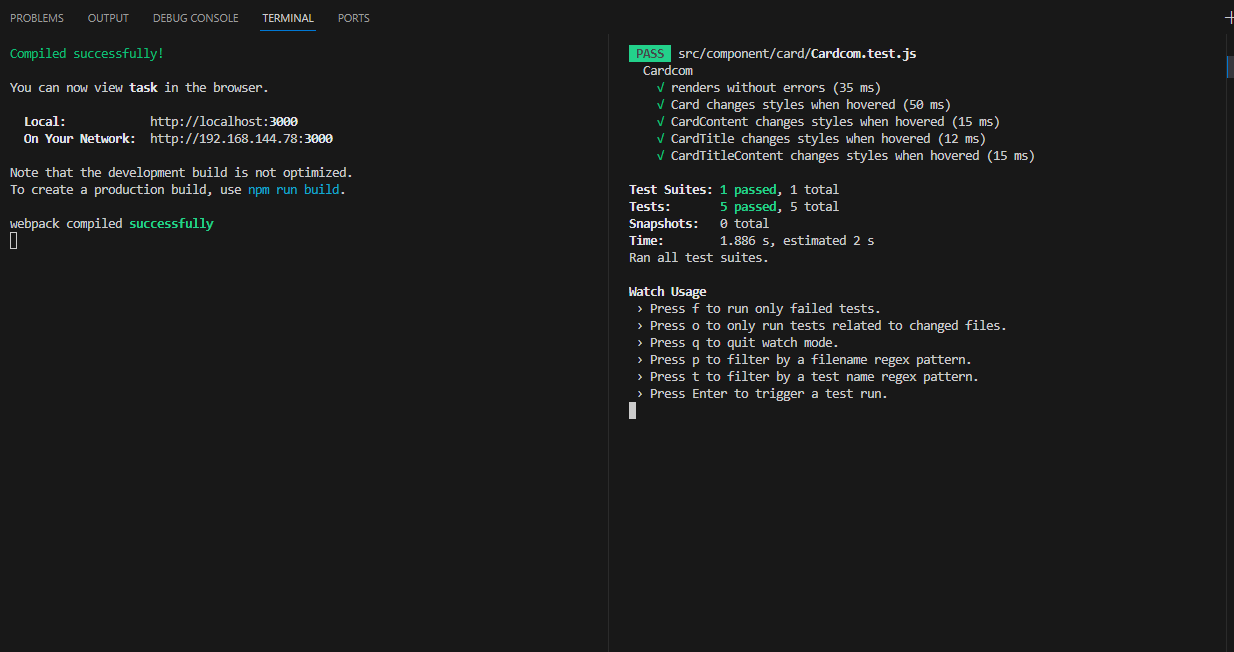 PROBLEMS OUTPUT DEBUG CONSOLE TERMINAL PORTS
Compiled successfully!
You can now view task in the browser.
Local: http://localhost:3000
On Your Network: http://192.168.144.78:3000
Note that the development build is not optimized.
To create a production build, use npm run build.
webpack compiled successfully
PASS src/component/card/Cardcom.test.js
Cardcom
√ renders without errors (35 ms)
√ Card changes styles when hovered (50 ms)
√ CardContent changes styles when hovered (15 ms)
√ CardTitle changes styles when hovered (12 ms)
√ CardTitleContent changes styles when hovered (15 ms)
Test Suites: 1 passed, 1 total
Tests: 5 passed, 5 total
Snapshots: 0 total
Time: 1.886 s, estimated 2 s
Ran all test suites.
Watch Usage
› Press f to run only failed tests.
› Press o to only run tests related to changed files.
› Press q to quit watch mode.
› Press p to filter by a filename regex pattern.
› Press t to filter by a test name regex pattern.
› Press Enter to trigger a test run.